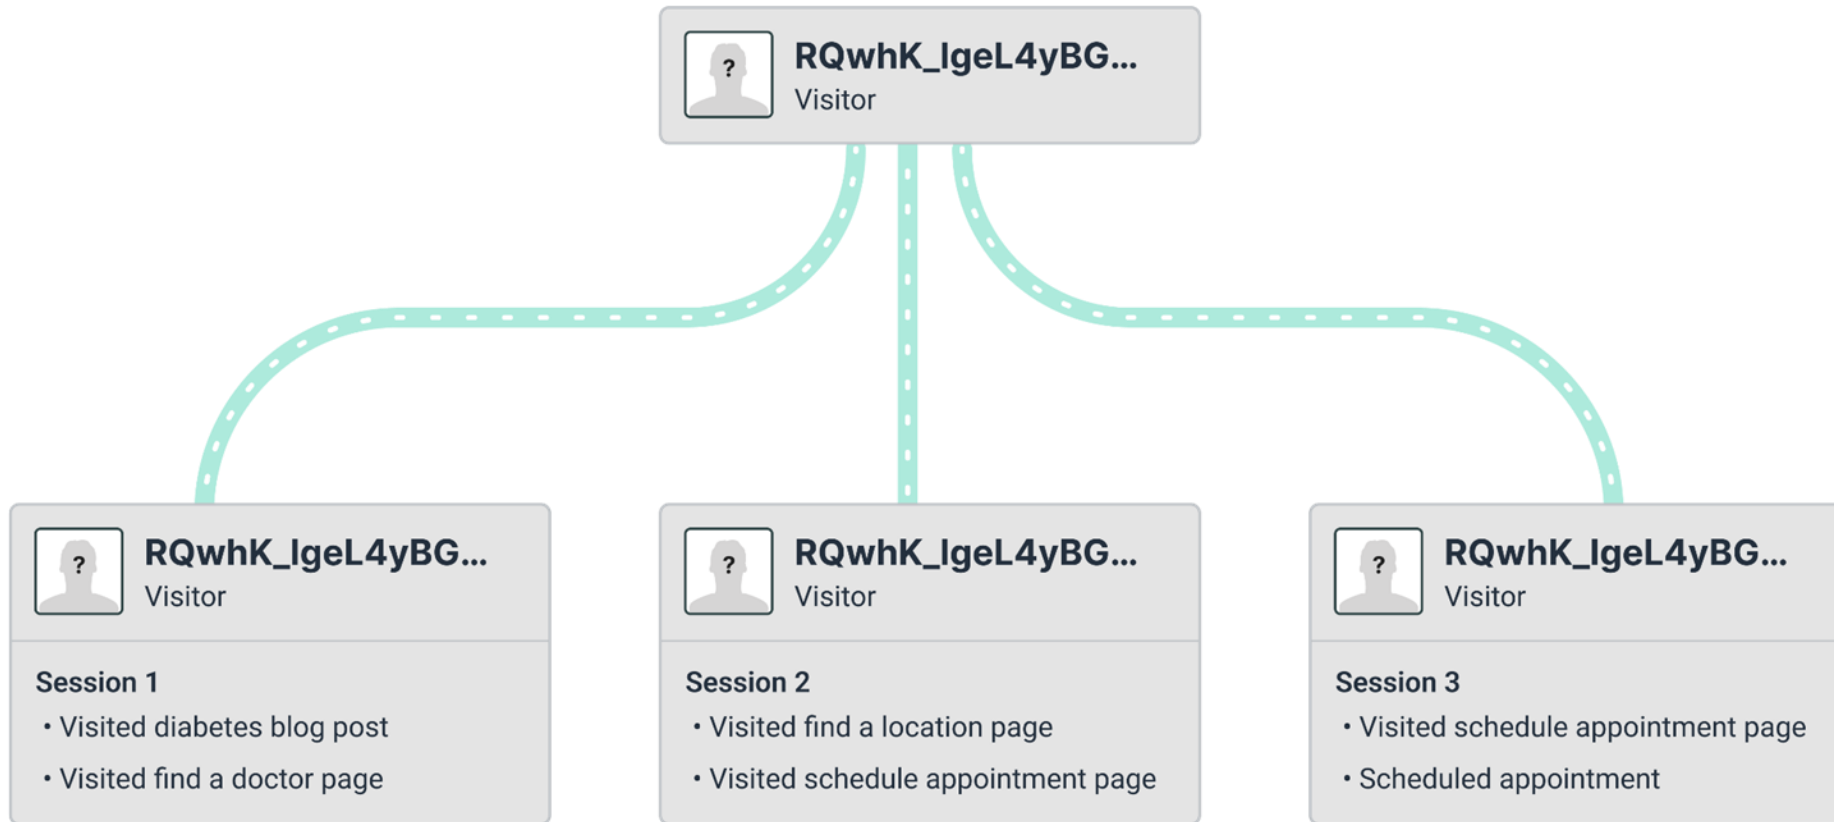 ?
RQwhK_IgeL4yBG...
Visitor
?
RQwhK_IgeL4yBG...
Visitor
Session 1
• Visited diabetes blog post
• Visited find a doctor page
?
RQwhK_IgeL4yBG...
Visitor
Session 2
• Visited find a location page
• Visited schedule appointment page
?
RQwhK_IgeL4yBG...
Visitor
Session 3
• Visited schedule appointment page
• Scheduled appointment